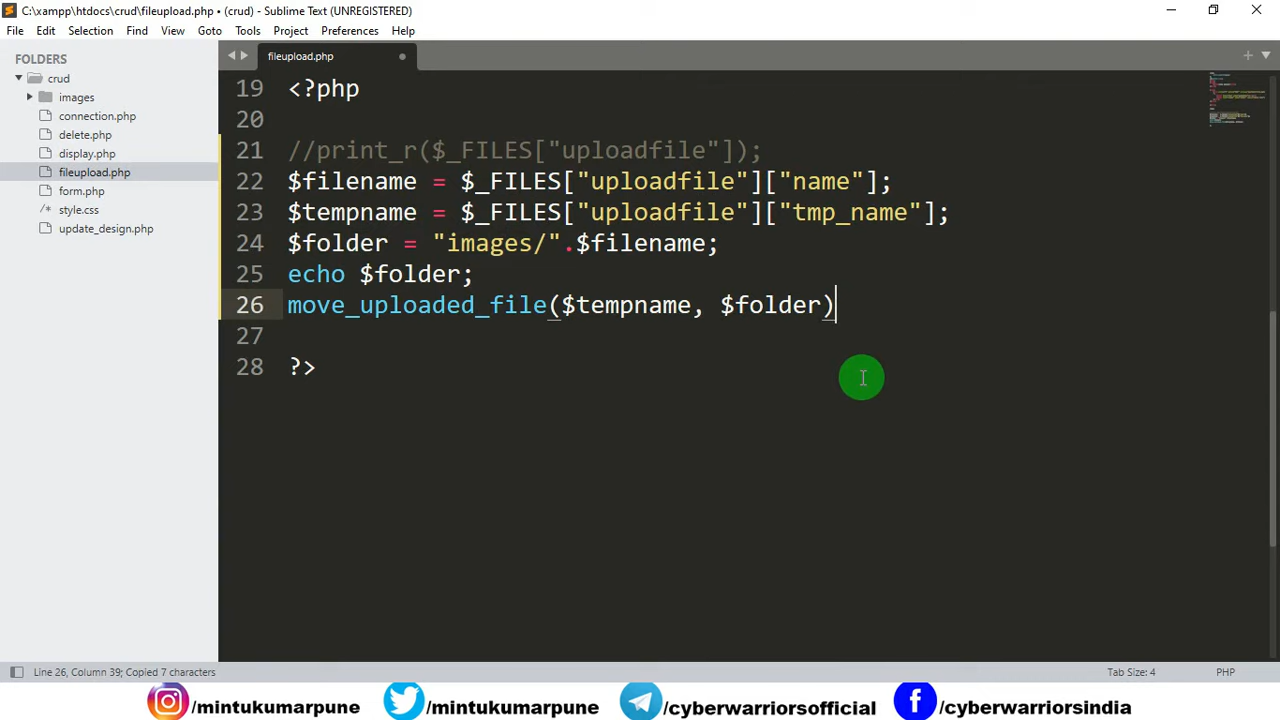 C:\xampp\htdocs\crud\fileupload.php • (crud) - Sublime Text (UNREGISTERED)
File Edit Selection Find View Goto Tools Project Preferences Help
FOLDERS
crud
images
connection.php
delete.php
display.php
fileupload.php
form.php
/* style.css
update_design.php
fileupload.php
19 <?php
20
21 //print_r($_FILES["uploadfile"]);
22 $filename = $_FILES["uploadfile"]["name"];
23 $tempname = $_FILES["uploadfile"]["tmp_name"];
24 $folder = "images/".$filename;
25 echo $folder;
26 move_uploaded_file($tempname, $folder)
27
28 ?>
Line 26, Column 39; Copied 7 characters Tab Size: 4 PHP
/mintukumarpune /mintukumarpune /cyberwarriorsofficial /cyberwarriorsindia